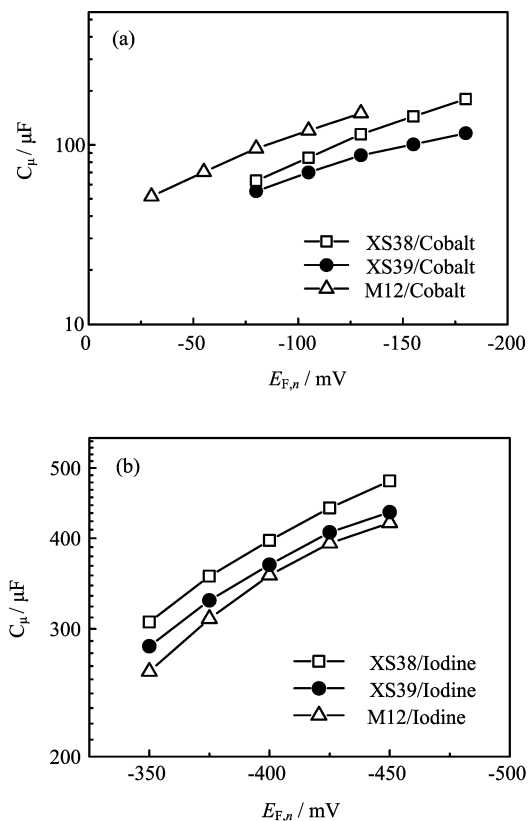 (a)
100
10
C_μ / μF
XS38/Cobalt
XS39/Cobalt
M12/Cobalt
0 -50 -100 -150 -200
E_F,n / mV
(b)
500
400
300
200
C_μ / μF
XS38/Iodine
XS39/Iodine
M12/Iodine
-350 -400 -450 -500
E_F,n / mV